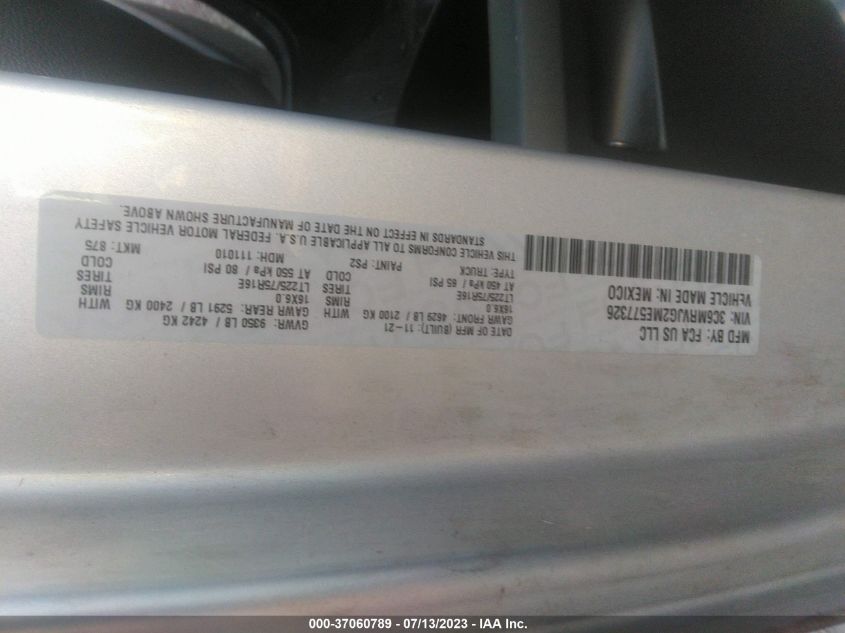 MFD BY: FCA US LLC
DATE OF MFR (BUILT): 11-21
GVWR: 9350 LB / 4242 KG
VIN: 3C6MRVJG2ME577326
GAWR FRONT: 4629 LB / 2100 KG WITH
GAWR REAR: 5291 LB / 2400 KG WITH
VEHICLE MADE IN: MEXICO
16X6.0 RIMS
16X6.0 RIMS
LT225/75R16E TIRES
LT225/75R16E TIRES
AT 450 kPa / 65 PSI COLD
AT 550 kPa / 80 PSI COLD
TYPE: TRUCK PAINT: PS2 MDH: 111010 MKT: 875
THIS VEHICLE CONFORMS TO ALL APPLICABLE U.S.A. FEDERAL MOTOR VEHICLE SAFETY
STANDARDS IN EFFECT ON THE DATE OF MANUFACTURE SHOWN ABOVE.
000-37060789 - 07/13/2023 - IAA Inc.